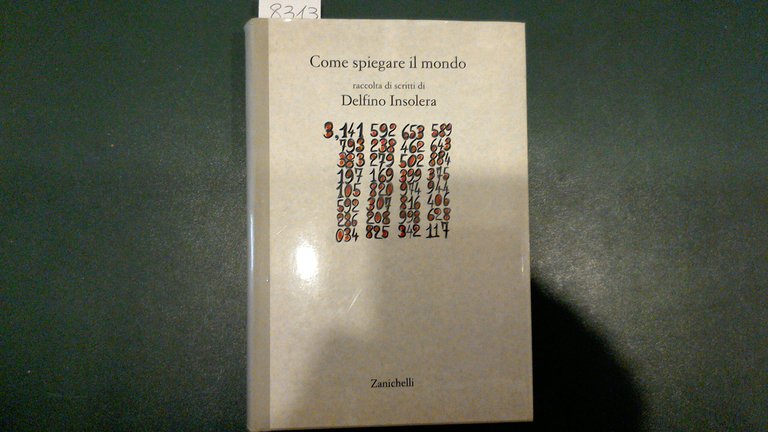 8313
Come spiegare il mondo
raccolta di scritti di
Delfino Insolera
3,141 592 653 589
793 238 462 643
383 279 502 884
197 169 399 375
105 820 974 944
592 307 816 406
286 208 998 628
034 825 342 117
Zanichelli